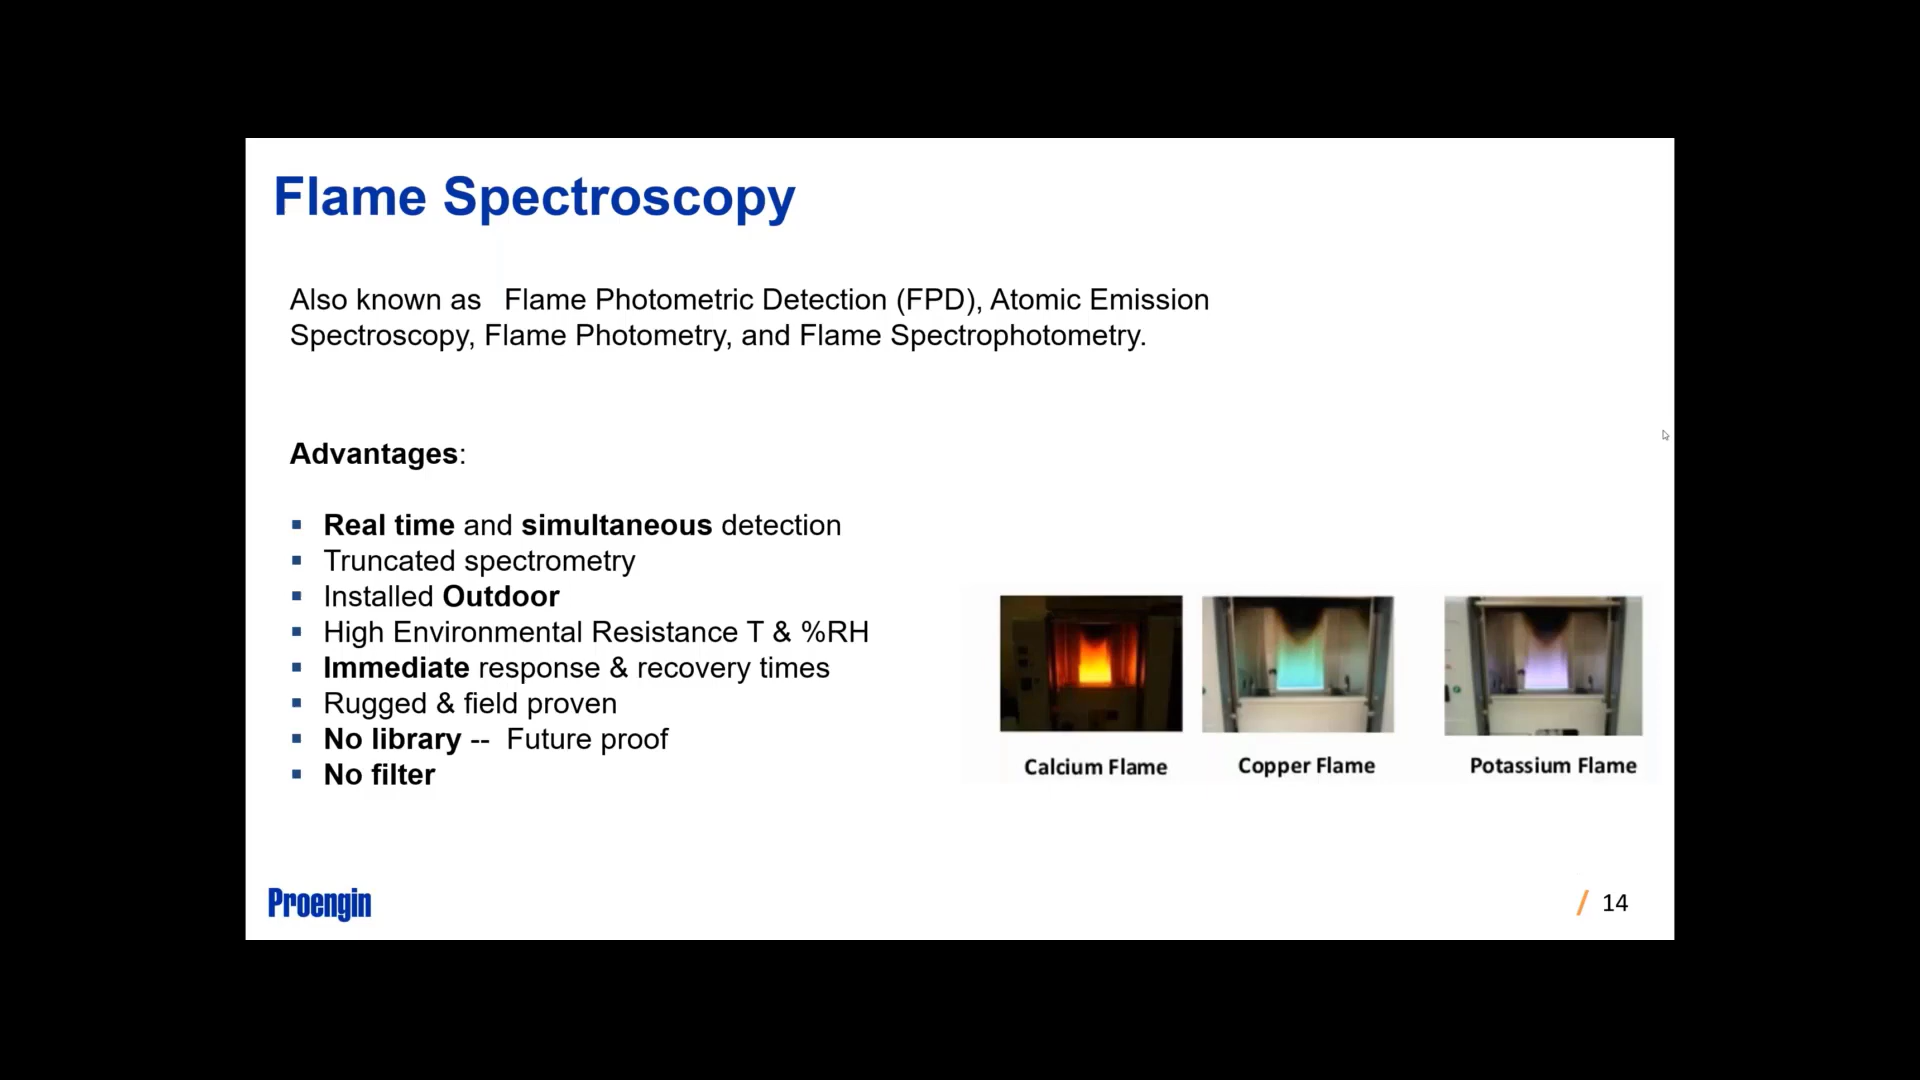 Flame Spectroscopy
Also known as Flame Photometric Detection (FPD), Atomic Emission
Spectroscopy, Flame Photometry, and Flame Spectrophotometry.
Advantages:
▪ Real time and simultaneous detection
▪ Truncated spectrometry
▪ Installed Outdoor
▪ High Environmental Resistance T & %RH
▪ Immediate response & recovery times
▪ Rugged & field proven
▪ No library -- Future proof
▪ No filter
Calcium Flame
Copper Flame
Potassium Flame
Proengin
/ 14